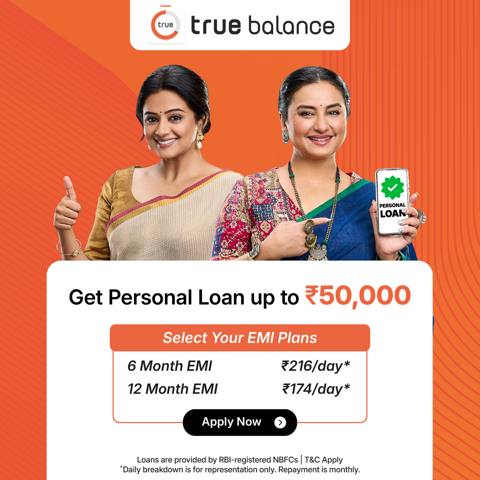 true
true balance
PERSONAL
LOAN
Get Personal Loan up to ₹50,000
Select Your EMI Plans
6 Month EMI ₹216/day*
12 Month EMI ₹174/day*
Apply Now
Loans are provided by RBI-registered NBFCs | T&C Apply
*Daily breakdown is for representation only. Repayment is monthly.